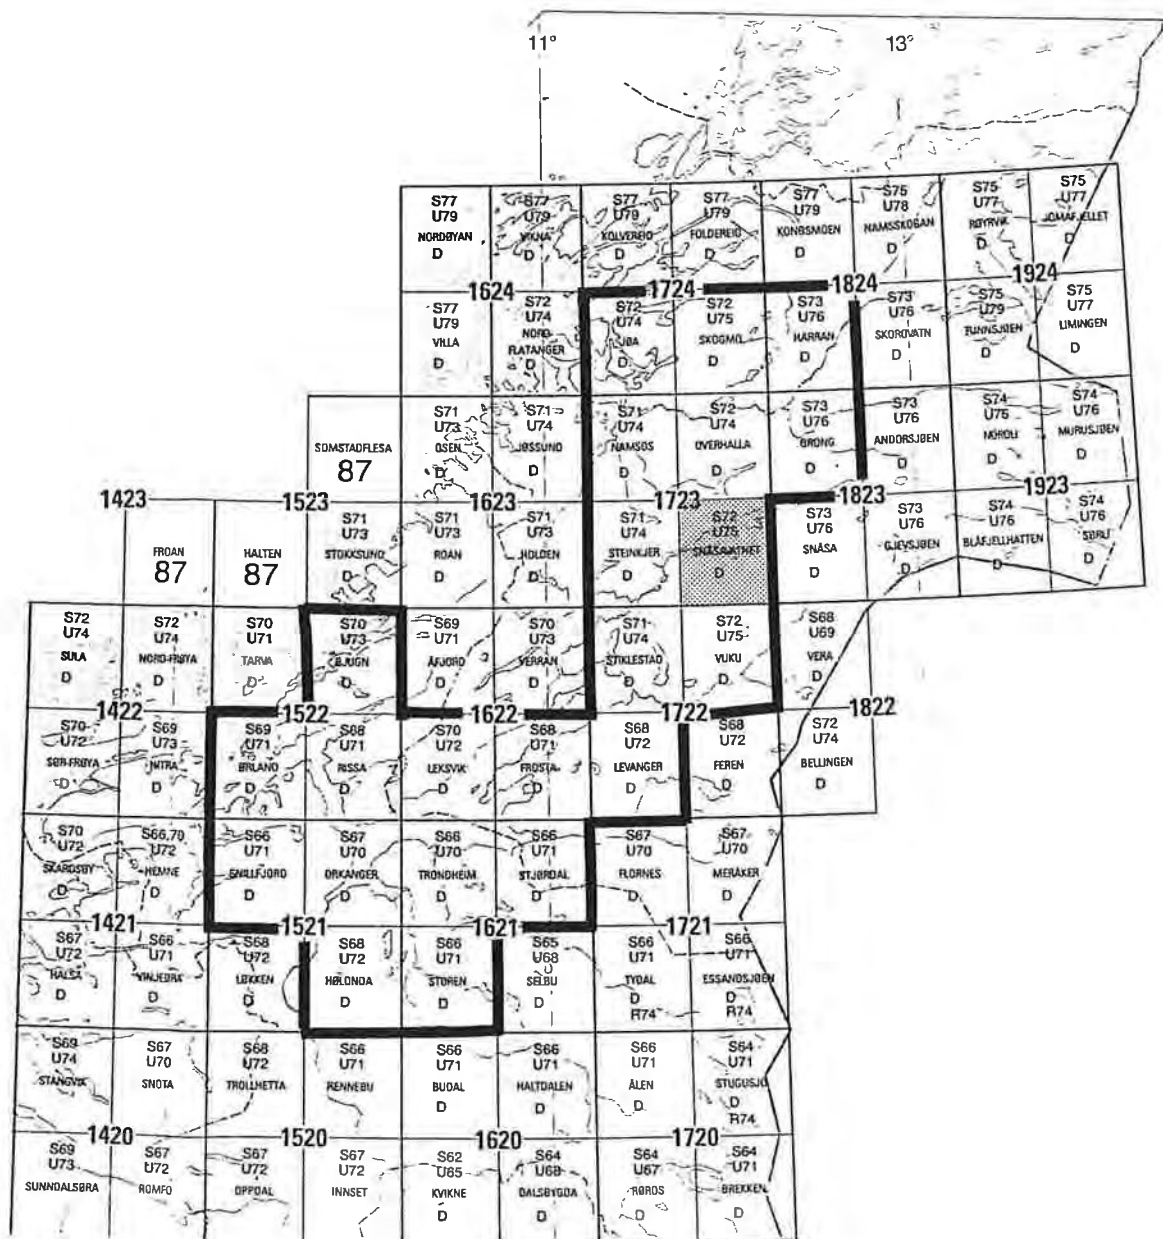 11° 13°
S77 S77 S77 S77 S77 S75 S75 S75
U79 U79 U79 U79 U79 U78 U77 U77
NORDØYAN VIKNA KOLVEREID FOLDEREID KONGSMOEN NAMSSKOGAN RØYRVIK JOMAFJELLET
D D D D D D D D
1624 1724 1824 1924
S77 S72 S72 S72 S73 S73 S75 S75
U79 U74 U74 U75 U76 U76 U79 U77
VILLA NORD-FLATANGER JØA SKOGMO HARRAN SKOROVATN TUNNSJØEN LIMINGEN
D D D D D D D D
S71 S71 S71 S72 S73 S73 S74 S74
U73 U74 U74 U74 U76 U76 U76 U76
SOMSTADFLESA OSEN JØSSUND NAMSOS OVERHALLA GRONG ANDORSJØEN NORDLI MURUSJØEN
87 D D D D D D D D
1423 1523 1623 1723 1823 1923
S71 S71 S71 S71 S72 S73 S73 S74 S74
U73 U73 U73 U74 U75 U76 U76 U76 U76
FROAN HALTEN STOKKSUND ROAN HOLDEN STEINKJER SNÅSAVATNET SNÅSA GJEVSJØEN BLÅFJELLHATTEN SØRLI
87 87 D D D D D D D D D
S72 S72 S70 S70 S69 S70 S71 S72 S68
U74 U74 U71 U73 U71 U73 U74 U75 U69
SULA NORD-FRØYA TARVA BJUGN ÅFJORD VERRAN STIKLESTAD VUKU VERA
D D D D D D D D D
1422 1522 1622 1722 1822
S70 S69 S69 S68 S70 S68 S68 S68 S72
U72 U73 U71 U71 U72 U71 U72 U72 U74
SØR-FRØYA HITRA ØRLAND RISSA LEKSVIK FROSTA LEVANGER FEREN BELLINGEN
D D D D D D D D D
S70 S66,70 S66 S67 S66 S66 S67 S67
U72 U72 U71 U70 U70 U71 U70 U70
SKARDSØY HEMNE SNILLFJORD ORKANGER TRONDHEIM STJØRDAL FLORNES MERÅKER
D D D D D D D D
1421 1521 1621 1721
S67 S66 S68 S68 S66 S65 S66 S66
U72 U71 U72 U72 U71 U68 U71 U71
HALSA VINJEØRA LØKKEN HØLONDA STØREN SELBU TYDAL ESSANDSJØEN
D D D D D D D D
R74 R74
S69 S67 S68 S66 S66 S66 S66 S64
U74 U70 U72 U71 U71 U71 U71 U71
STANGVIK SNOTA TROLLHETTA RENNEBU BUDAL HALTDALEN ÅLEN STUGUSJØ
D D D D
R74
1420 1520 1620 1720
S69 S67 S67 S67 S62 S64 S64 S64
U73 U72 U72 U72 U65 U68 U67 U71
SUNNDALSØRA ROMFO OPPDAL INNSET KVIKNE DALSBYGDA RØROS BREKKEN
D D D D